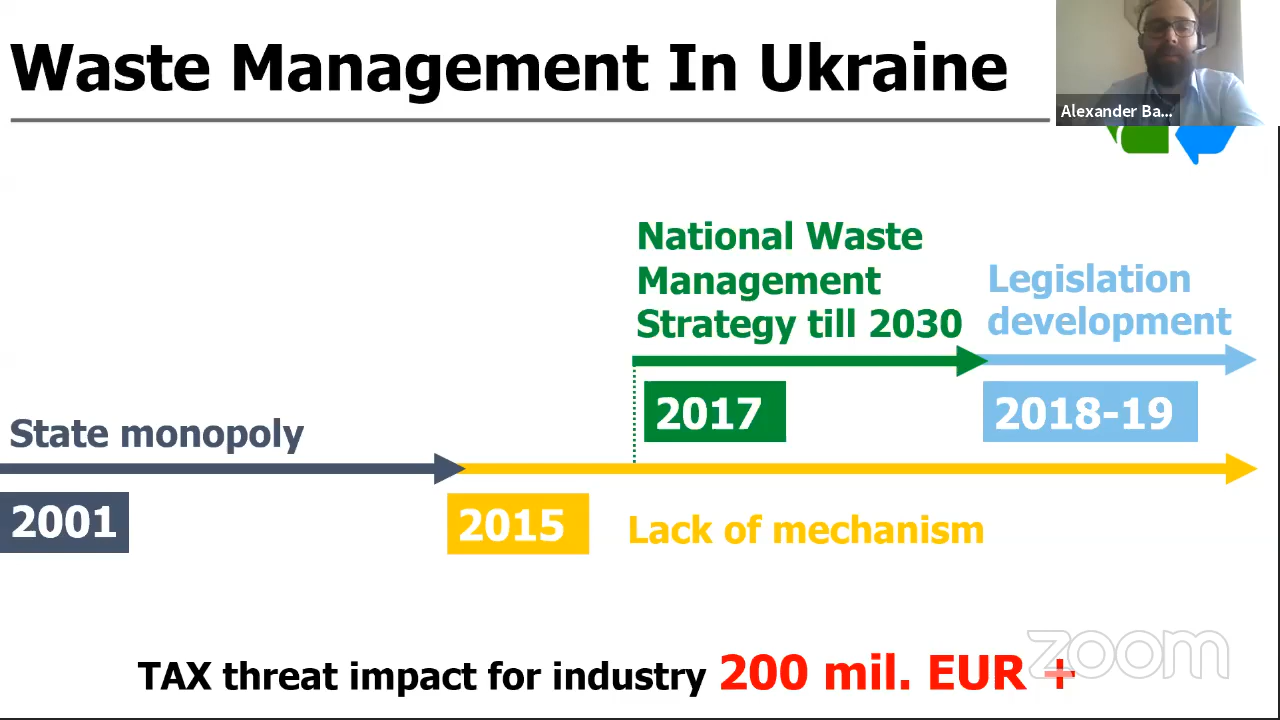 Waste Management In Ukraine
Alexander Ba...
National Waste
Management
Strategy till 2030
Legislation
development
2017
2018-19
State monopoly
2001
2015
Lack of mechanism
TAX threat impact for industry 200 mil. EUR +
zoom